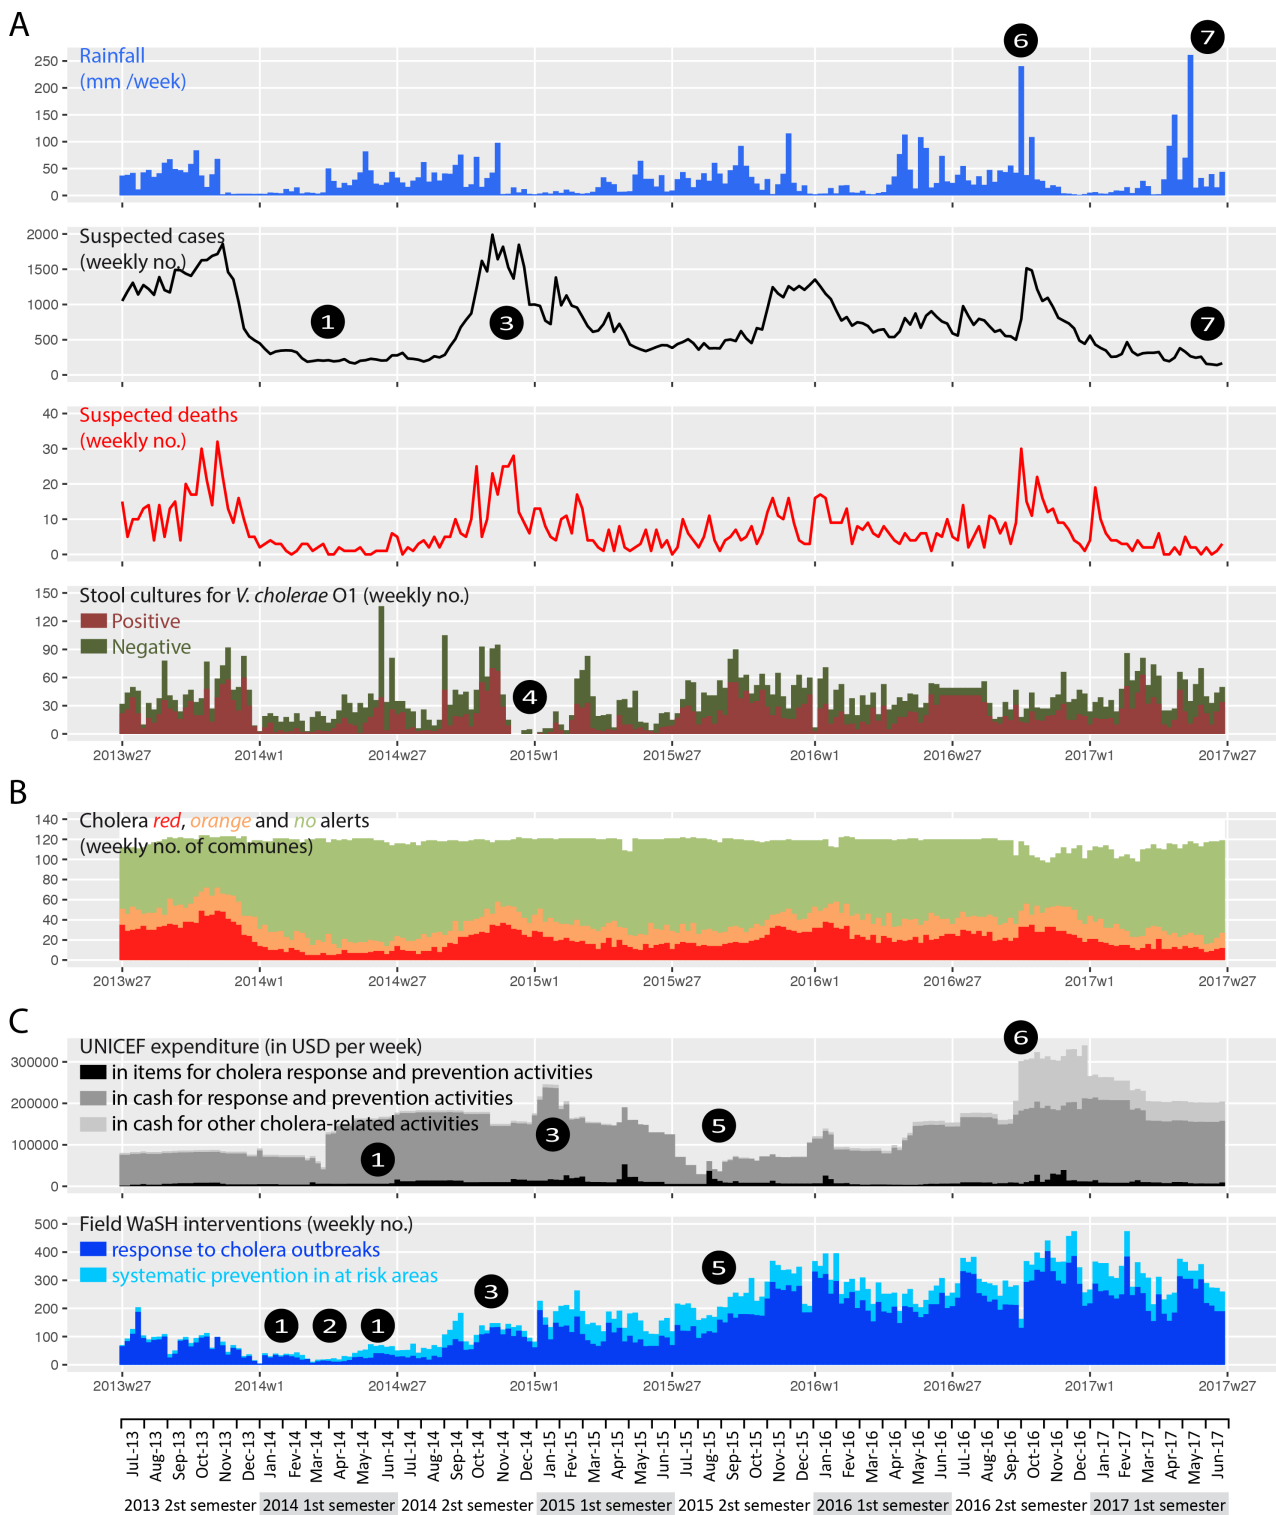 A
6
7
Rainfall
(mm /week)
250
200
150
100
50
0
Suspected cases
(weekly no.)
2000
1500
1000
500
0
1
3
7
Suspected deaths
(weekly no.)
40
30
20
10
0
Stool cultures for V. cholerae O1 (weekly no.)
Positive
Negative
150
120
90
60
30
0
4
2013w27 2014w1 2014w27 2015w1 2015w27 2016w1 2016w27 2017w1 2017w27
B
Cholera red, orange and no alerts
(weekly no. of communes)
140
120
100
80
60
40
20
0
2013w27 2014w1 2014w27 2015w1 2015w27 2016w1 2016w27 2017w1 2017w27
C
6
UNICEF expenditure (in USD per week)
in items for cholera response and prevention activities
in cash for response and prevention activities
in cash for other cholera-related activities
300000
200000
100000
0
1
3
5
Field WaSH interventions (weekly no.)
response to cholera outbreaks
systematic prevention in at risk areas
500
400
300
200
100
0
1
2
1
3
5
2013w27 2014w1 2014w27 2015w1 2015w27 2016w1 2016w27 2017w1 2017w27
JuL-13 Aug-13 Sep-13 Oct-13 Nov-13 Dec-13 Jan-14 Fev-14 Mar-14 Apr-14 May-14 Jun-14 JuL-14 Aug-14 Sep-14 Oct-14 Nov-14 Dec-14 Jan-15 Fev-15 Mar-15 Apr-15 May-15 Jun-15 JuL-15 Aug-15 Sep-15 Oct-15 Nov-15 Dec-15 Jan-16 Fev-16 Mar-16 Apr-16 May-16 Jun-16 JuL-16 Aug-16 Sep-16 Oct-16 Nov-16 Dec-16 Jan-17 Fev-17 Mar-17 Apr-17 May-17 Jun-17
2013 2st semester 2014 1st semester 2014 2st semester 2015 1st semester 2015 2st semester 2016 1st semester 2016 2st semester 2017 1st semester